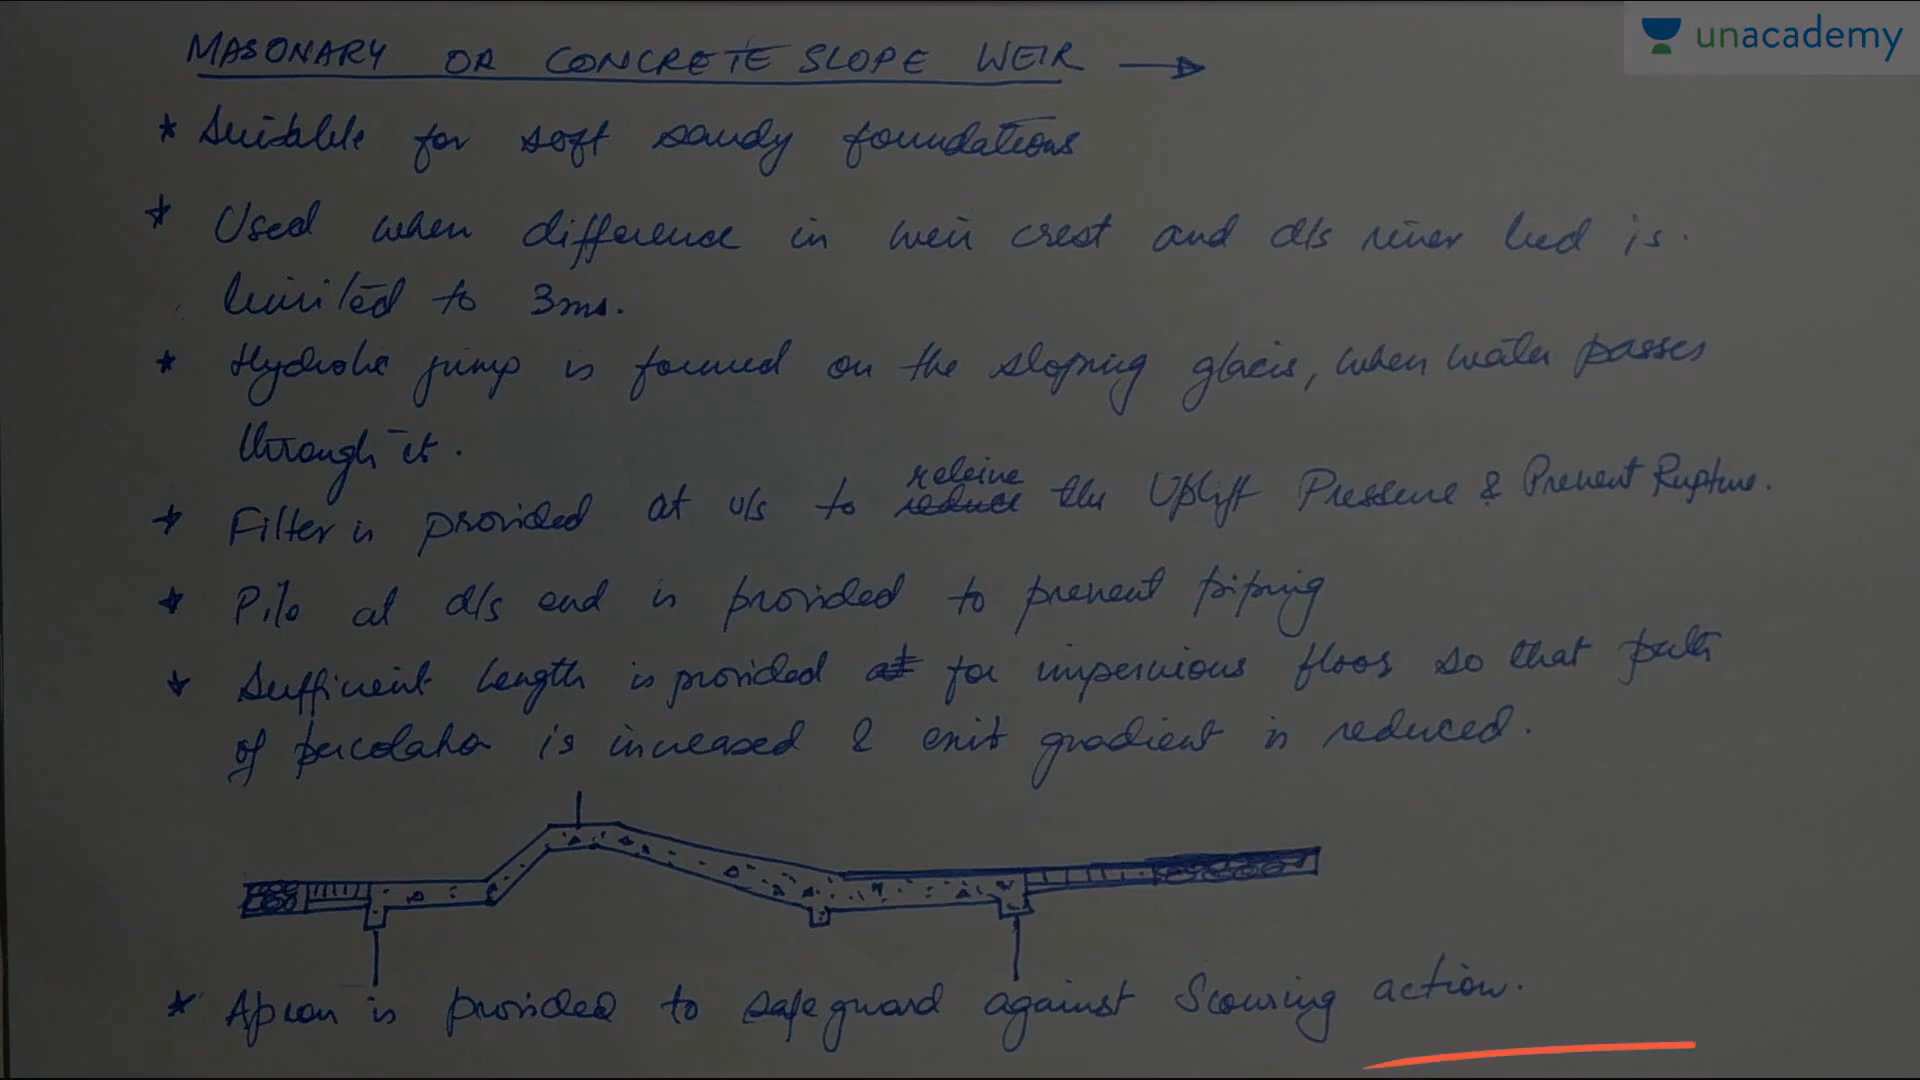 unacademy
MASONARY OR CONCRETE SLOPE WEIR →
* Suitable for soft sandy foundations
* Used when difference in weir crest and d/s river bed is
limited to 3ms.
* Hydrolic jump is formed on the sloping glacis, when water passes
through it.
releive
* Filter is provided at u/s to reduce the Uplift Pressure & Prevent Rupture.
* Pile at d/s end is provided to prevent piping
* Sufficient length is provided at for impervious floor so that path
of percolation is increased & exit gradient is reduced.
* Apron is provided to safe guard against Scouring action.